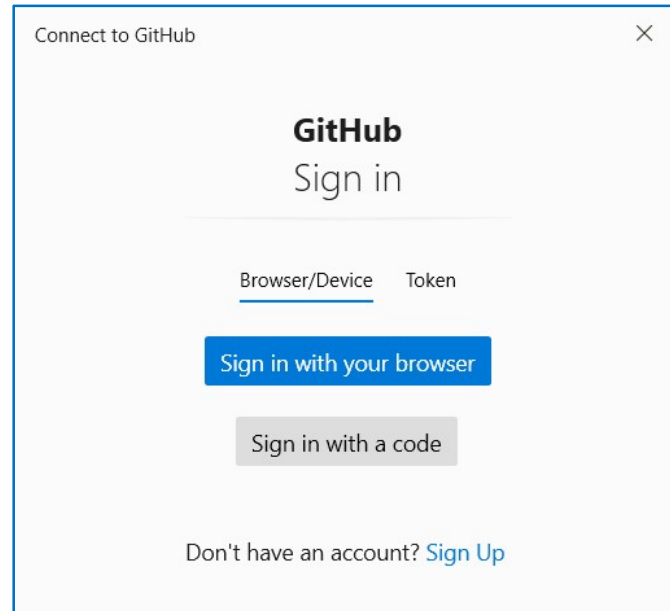 Connect to GitHub
GitHub
Sign in
Browser/Device Token
Sign in with your browser
Sign in with a code
Don't have an account? Sign Up